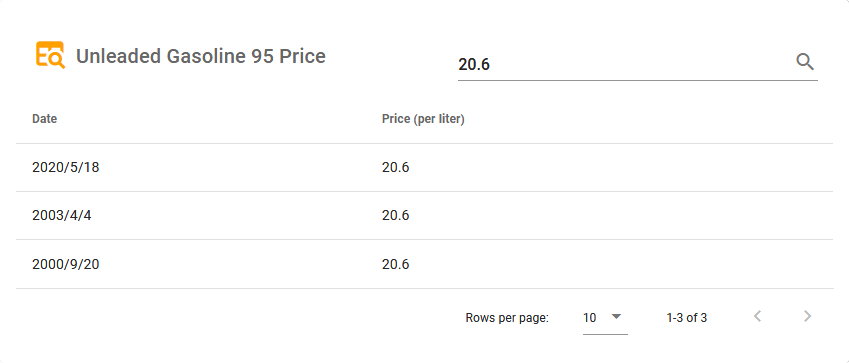 Unleaded Gasoline 95 Price
20.6
Date Price (per liter)
2020/5/18 20.6
2003/4/4 20.6
2000/9/20 20.6
Rows per page: 10 1-3 of 3